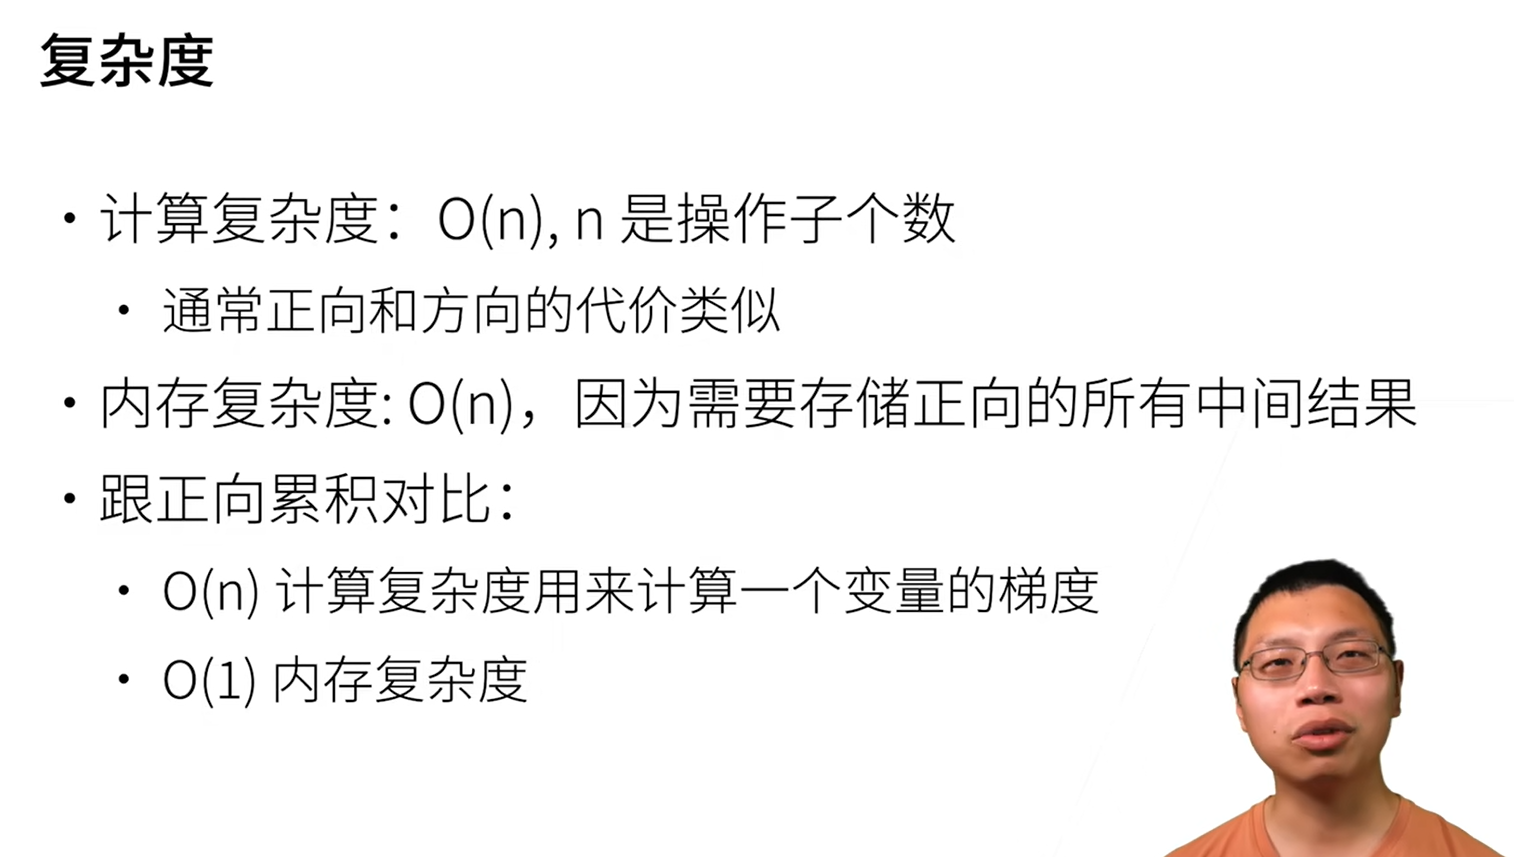 复杂度
• 计算复杂度：O(n), n 是操作子个数
• 通常正向和方向的代价类似
• 内存复杂度: O(n)，因为需要存储正向的所有中间结果
• 跟正向累积对比：
• O(n) 计算复杂度用来计算一个变量的梯度
• O(1) 内存复杂度